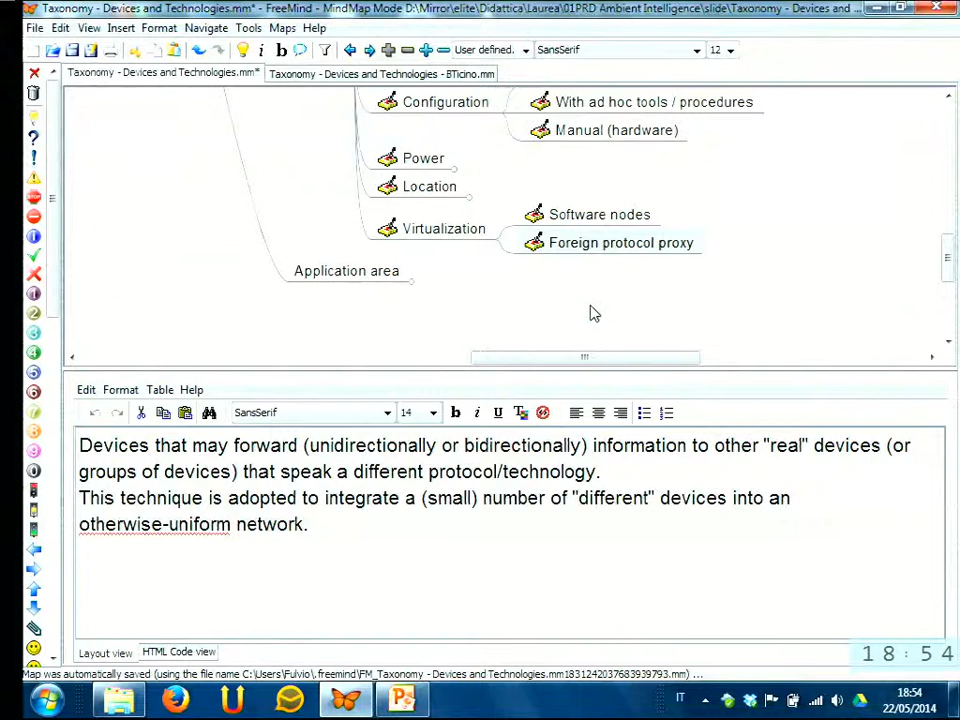 Taxonomy - Devices and Technologies.mm* - FreeMind - MindMap Mode D:\Mirror\elite\Didattica\Laurea\01PRD Ambient Intelligence\slide\Taxonomy - Devices and ...
File Edit View Insert Format Navigate Tools Maps Help
User defined. SansSerif 12
Taxonomy - Devices and Technologies.mm* Taxonomy - Devices and Technologies - BTicino.mm
Configuration
With ad hoc tools / procedures
Manual (hardware)
Power
Location
Virtualization
Software nodes
Foreign protocol proxy
Application area
Edit Format Table Help
SansSerif 14
Devices that may forward (unidirectionally or bidirectionally) information to other "real" devices (or
groups of devices) that speak a different protocol/technology.
This technique is adopted to integrate a (small) number of "different" devices into an
otherwise-uniform network.
Layout view HTML Code view
18:54
Map was automatically saved (using the file name C:\Users\Fulvio\.freemind\FM_Taxonomy - Devices and Technologies.mm1831242037683939793.mm) ...
IT
18:54
22/05/2014